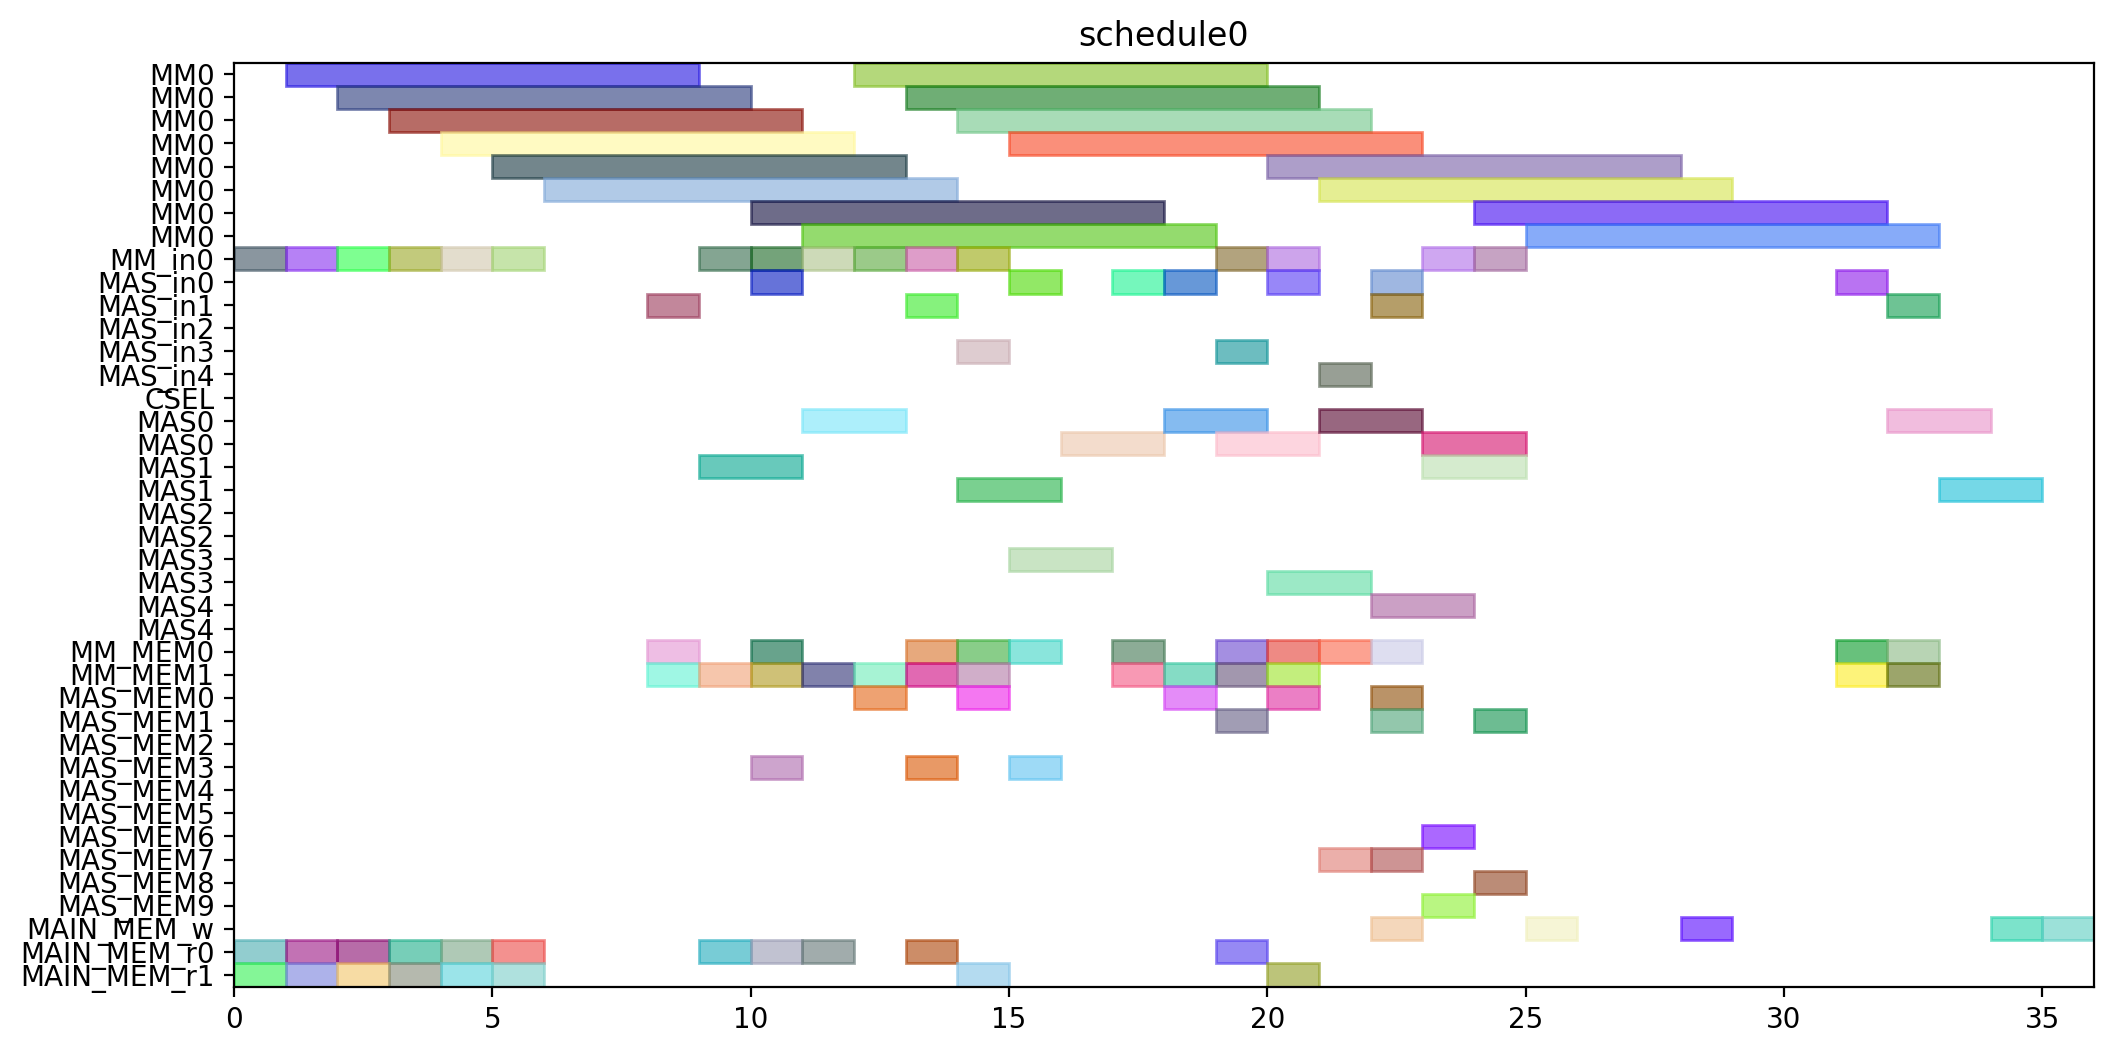 schedule0
MM0
MM0
MM0
MM0
MM0
MM0
MM0
MM0
MM_in0
MAS_in0
MAS_in1
MAS_in2
MAS_in3
MAS_in4
CSEL
MAS0
MAS0
MAS1
MAS1
MAS2
MAS2
MAS3
MAS3
MAS4
MAS4
MM_MEM0
MM_MEM1
MAS_MEM0
MAS_MEM1
MAS_MEM2
MAS_MEM3
MAS_MEM4
MAS_MEM5
MAS_MEM6
MAS_MEM7
MAS_MEM8
MAS_MEM9
MAIN_MEM_w
MAIN_MEM_r0
MAIN_MEM_r1
0 5 10 15 20 25 30 35